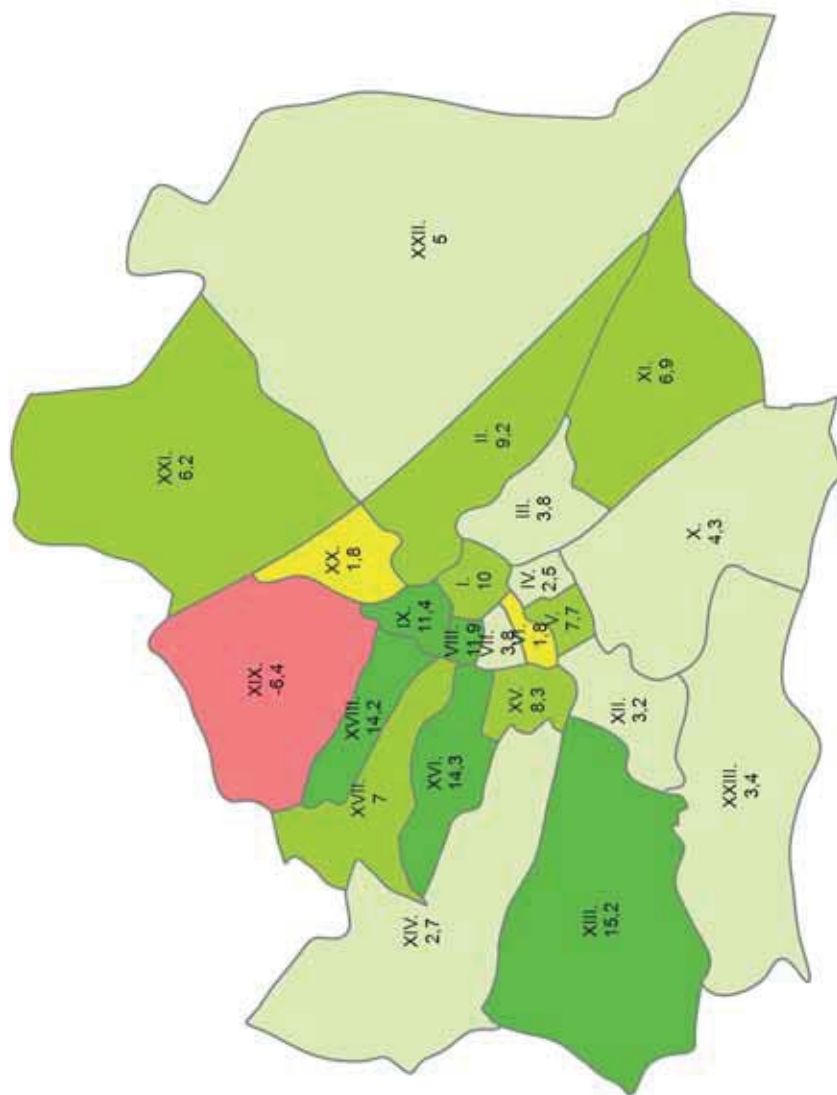 XXI.
6,2
XXII.
5
XIX.
-6,4
XX.
1,8
II.
9,2
XI.
6,9
XVIII.
14,2
IX.
11,4
I.
10
III.
3,8
XVII.
7
VIII.
11,9
VII.
3,8
VI.
1,8
IV.
2,5
V.
7,7
X.
4,3
XVI.
14,3
XV.
8,3
XIV.
2,7
XII.
3,2
XIII.
15,2
XXIII.
3,4